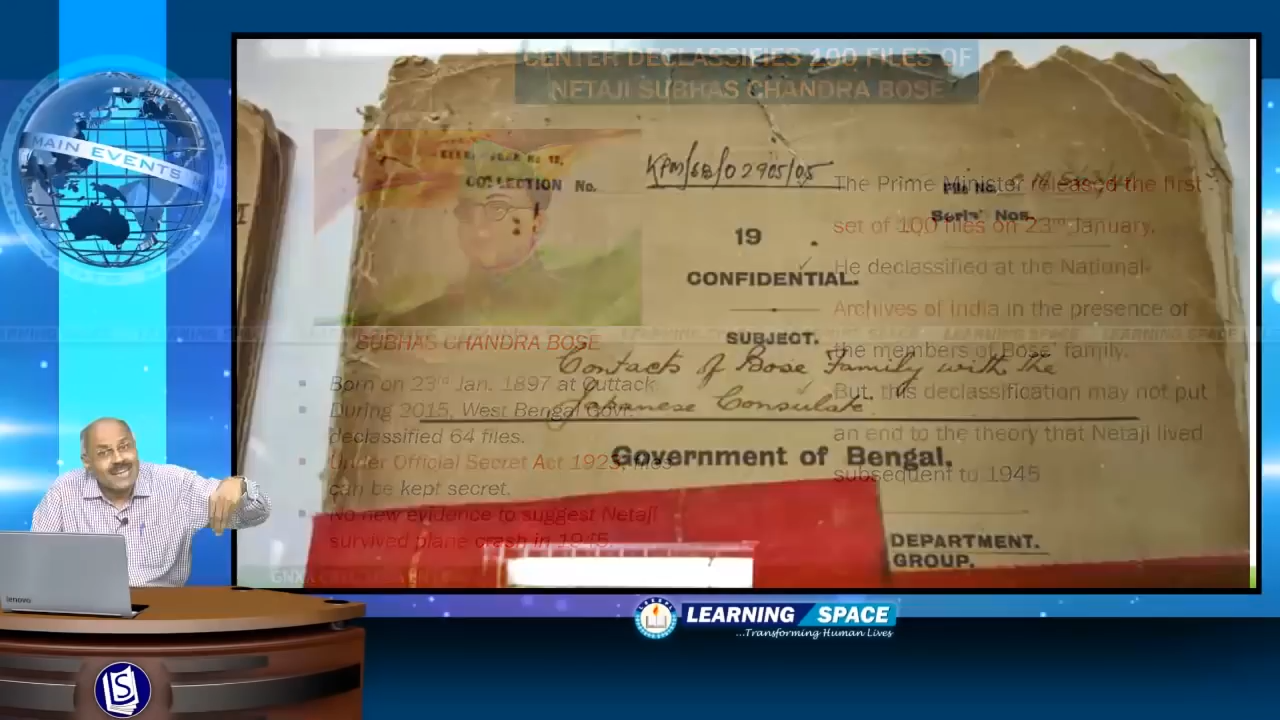 CENTER DECLASSIFIES 100 FILES OF
NETAJI SUBHAS CHANDRA BOSE
MAIN EVENTS
COLLECTION No.
KPM/SB/02905/05
File No.
Serial Nos.
19
CONFIDENTIAL.
SUBJECT.
Contacts of Bose Family with the
Japanese Consulate
Government of Bengal.
DEPARTMENT.
GROUP.
SUBHAS CHANDRA BOSE
Born on 23rd Jan. 1897 at Cuttack
During 2015, West Bengal Govt.
declassified 64 files.
Under Official Secret Act 1923, files
can be kept secret.
No new evidence to suggest Netaji
survived plane crash in 1945.
The Prime Minister released the first
set of 100 files on 23rd January.
He declassified at the National
Archives of India in the presence of
the members of Bose' family.
But, this declassification may not put
an end to the theory that Netaji lived
subsequent to 1945
LEARNING SPACE
lenovo
LS
LEARNING SPACE
...Transforming Human Lives